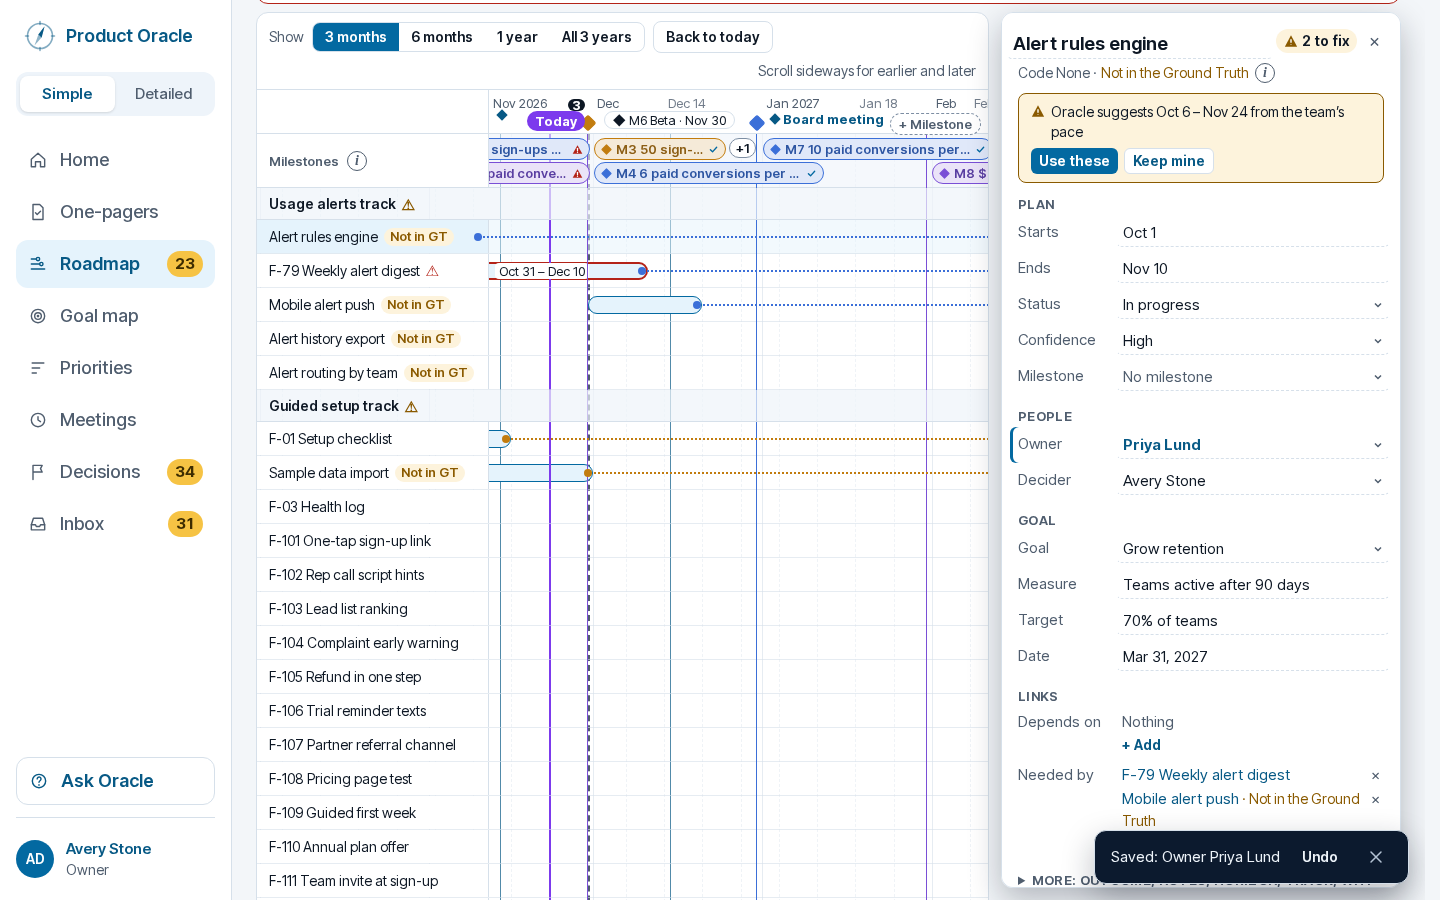 Product Oracle
Simple
Detailed
Home
One-pagers
Roadmap
23
Goal map
Priorities
Meetings
Decisions
34
Inbox
31
Ask Oracle
AD
Avery Stone
Owner
Show
3 months
6 months
1 year
All 3 years
Back to today
Scroll sideways for earlier and later
Nov 2026
3
Dec
Dec 14
Jan 2027
Jan 18
Feb
Fe
Today
M6 Beta · Nov 30
Board meeting
+ Milestone
Milestones
i
sign-ups ...
M3 50 sign-...
+1
M7 10 paid conversions per...
paid conve...
M4 6 paid conversions per ...
M8 $
Usage alerts track
Alert rules engine
Not in GT
F-79 Weekly alert digest
Oct 31 – Dec 10
Mobile alert push
Not in GT
Alert history export
Not in GT
Alert routing by team
Not in GT
Guided setup track
F-01 Setup checklist
Sample data import
Not in GT
F-03 Health log
F-101 One-tap sign-up link
F-102 Rep call script hints
F-103 Lead list ranking
F-104 Complaint early warning
F-105 Refund in one step
F-106 Trial reminder texts
F-107 Partner referral channel
F-108 Pricing page test
F-109 Guided first week
F-110 Annual plan offer
F-111 Team invite at sign-up
Alert rules engine
2 to fix
×
Code None · Not in the Ground Truth
i
Oracle suggests Oct 6 – Nov 24 from the team's
pace
Use these
Keep mine
PLAN
Starts
Oct 1
Ends
Nov 10
Status
In progress
Confidence
High
Milestone
No milestone
PEOPLE
Owner
Priya Lund
Decider
Avery Stone
GOAL
Goal
Grow retention
Measure
Teams active after 90 days
Target
70% of teams
Date
Mar 31, 2027
LINKS
Depends on
Nothing
+ Add
Needed by
F-79 Weekly alert digest
×
Mobile alert push · Not in the Ground
×
Truth
Saved: Owner Priya Lund
Undo
MORE: